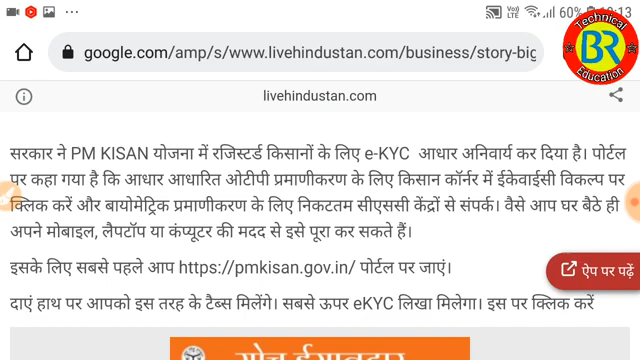 Vo)) LTE 60% 13
google.com/amp/s/www.livehindustan.com/business/story-big
Technical
BR
Education
livehindustan.com
सरकार ने PM KISAN योजना में रजिस्टर्ड किसानों के लिए e-KYC आधार अनिवार्य कर दिया है। पोर्टल
पर कहा गया है कि आधार आधारित ओटीपी प्रमाणीकरण के लिए किसान कॉर्नर में ईकेवाईसी विकल्प पर
क्लिक करें और बायोमेट्रिक प्रमाणीकरण के लिए निकटतम सीएससी केंद्रों से संपर्क। वैसे आप घर बैठे ही
अपने मोबाइल, लैपटॉप या कंप्यूटर की मदद से इसे पूरा कर सकते हैं।
इसके लिए सबसे पहले आप https://pmkisan.gov.in/ पोर्टल पर जाएं।
ऐप पर पढ़ें
दाएं हाथ पर आपको इस तरह के टैब्स मिलेंगे। सबसे ऊपर eKYC लिखा मिलेगा। इस पर क्लिक करें